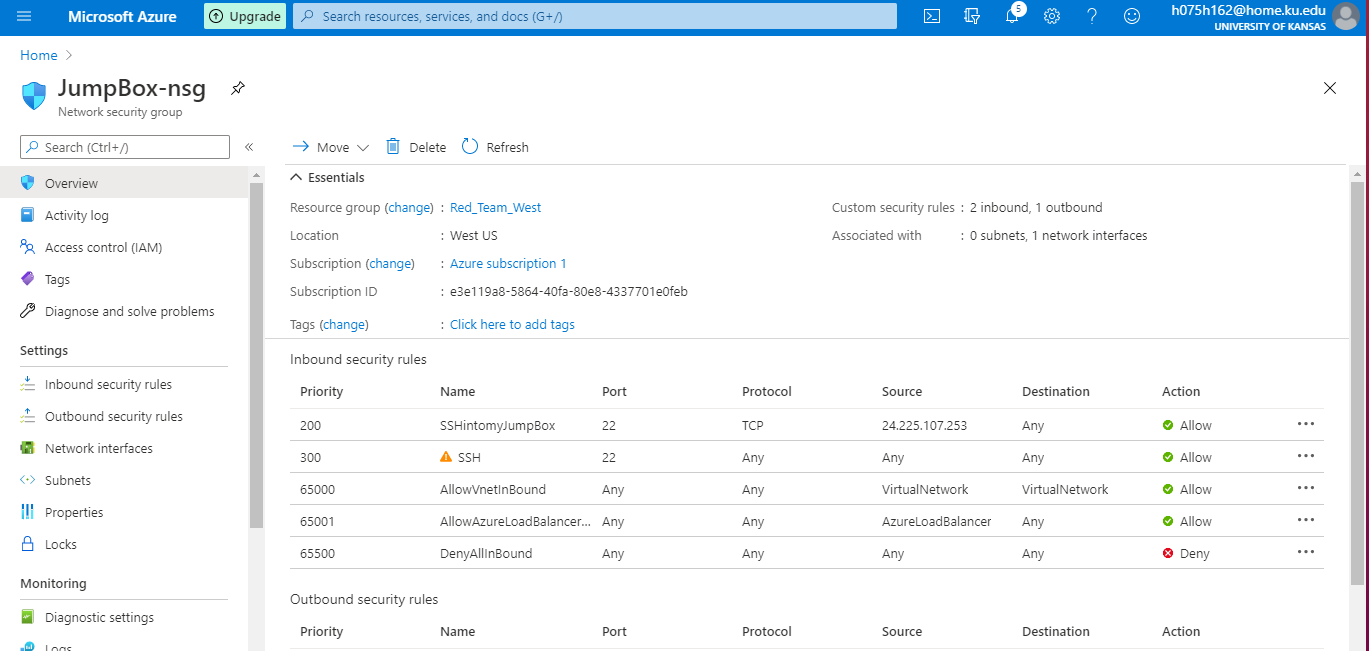 Microsoft Azure Upgrade Search resources, services, and docs (G+/) 5 h075h162@home.ku.edu
UNIVERSITY OF KANSAS
Home >
JumpBox-nsg
Network security group
Search (Ctrl+/) «
Move Delete Refresh
Overview
Activity log
Access control (IAM)
Tags
Diagnose and solve problems
Settings
Inbound security rules
Outbound security rules
Network interfaces
Subnets
Properties
Locks
Monitoring
Diagnostic settings
Logs
Essentials
Resource group (change) : Red_Team_West
Location : West US
Subscription (change) : Azure subscription 1
Subscription ID : e3e119a8-5864-40fa-80e8-4337701e0feb
Tags (change) : Click here to add tags
Custom security rules : 2 inbound, 1 outbound
Associated with : 0 subnets, 1 network interfaces
Inbound security rules
Priority Name Port Protocol Source Destination Action
200 SSHintomyJumpBox 22 TCP 24.225.107.253 Any Allow ...
300 SSH 22 Any Any Any Allow ...
65000 AllowVnetInBound Any Any VirtualNetwork VirtualNetwork Allow ...
65001 AllowAzureLoadBalancer... Any Any AzureLoadBalancer Any Allow ...
65500 DenyAllInBound Any Any Any Any Deny ...
Outbound security rules
Priority Name Port Protocol Source Destination Action